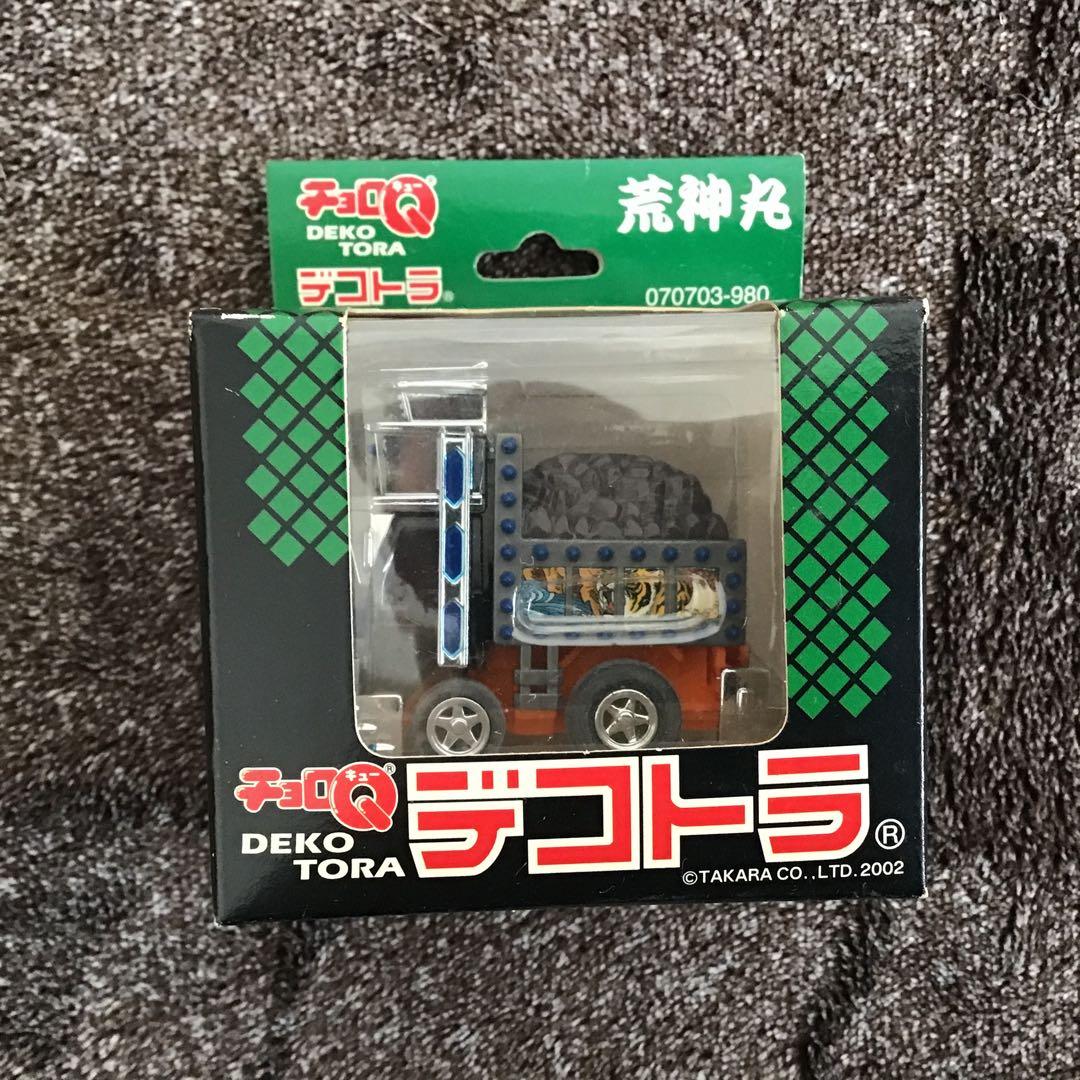 チョロQ
キュー
®
荒神丸
DEKO
TORA
デコトラ®
070703-980
チョロQ
キュー
®
DEKO
TORA
デコトラ®
©TAKARA CO.,LTD.2002